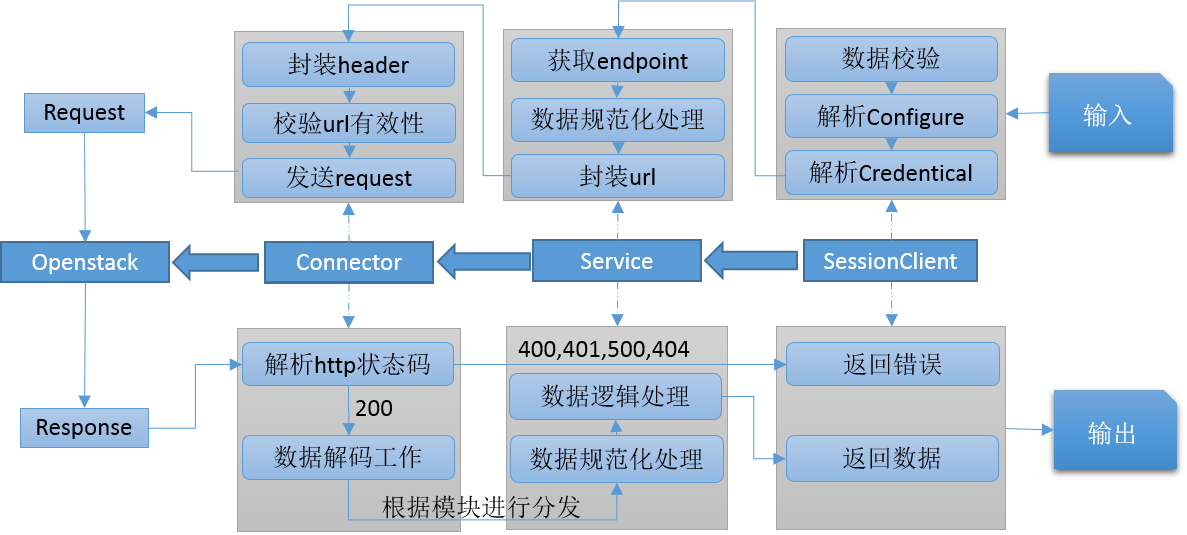 封装header
校验url有效性
发送request
获取endpoint
数据规范化处理
封装url
数据校验
解析Configure
解析Credentical
输入
Request
Openstack
Connector
Service
SessionClient
Response
解析http状态码
200
数据解码工作
根据模块进行分发
400,401,500,404
数据逻辑处理
数据规范化处理
返回错误
返回数据
输出